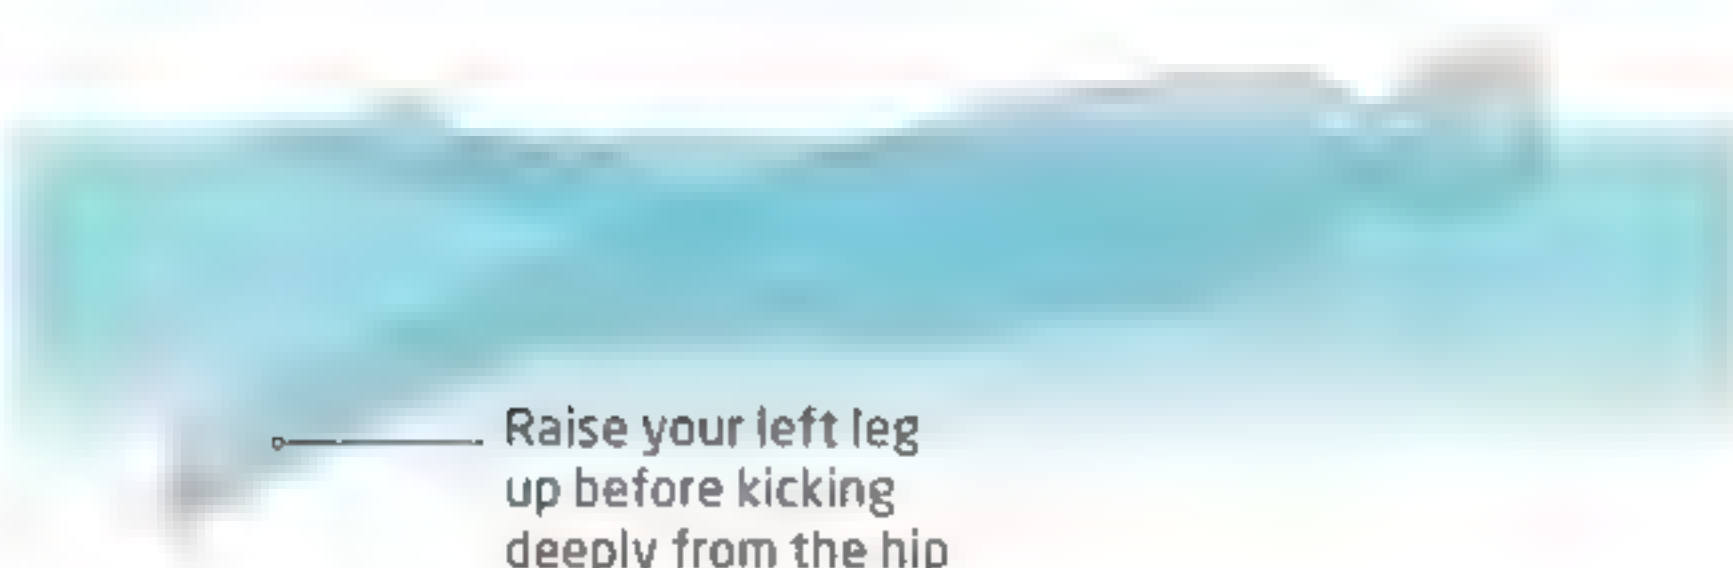 Raise your left leg
up before kicking
deeply from the hip